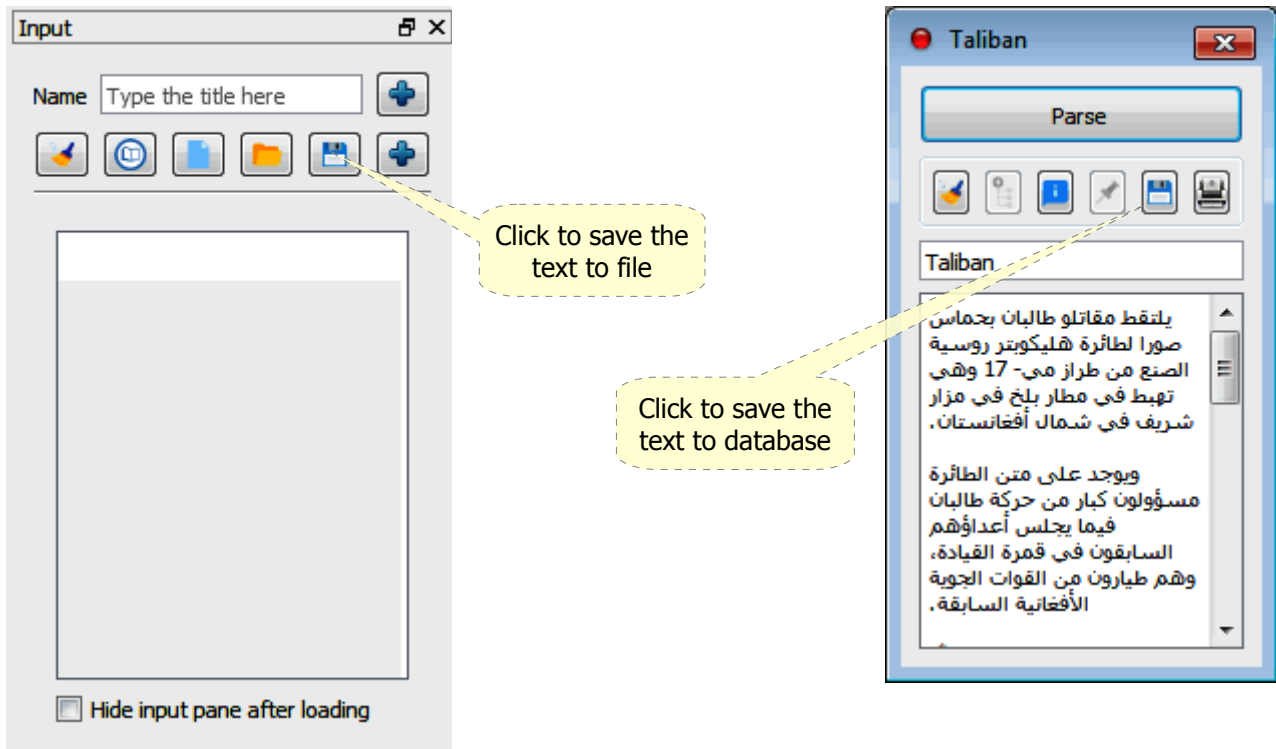 Input
Name
Type the title here
Click to save the
text to file
Hide input pane after loading
Click to save the
text to database
Taliban
Parse
Taliban
يلتقط مقاتلو طالبان بحماس
صورا لطائرة هليكوبتر روسية
الصنع من طراز مي- 17 وهي
تهبط في مطار بلخ في مزار
شريف في شمال أفغانستان.
ويوجد على متن الطائرة
مسؤولون كبار من حركة طالبان
فيما يجلس أعداؤهم
السابقون في قمرة القيادة،
وهم طيارون من القوات الجوية
الأفغانية السابقة.